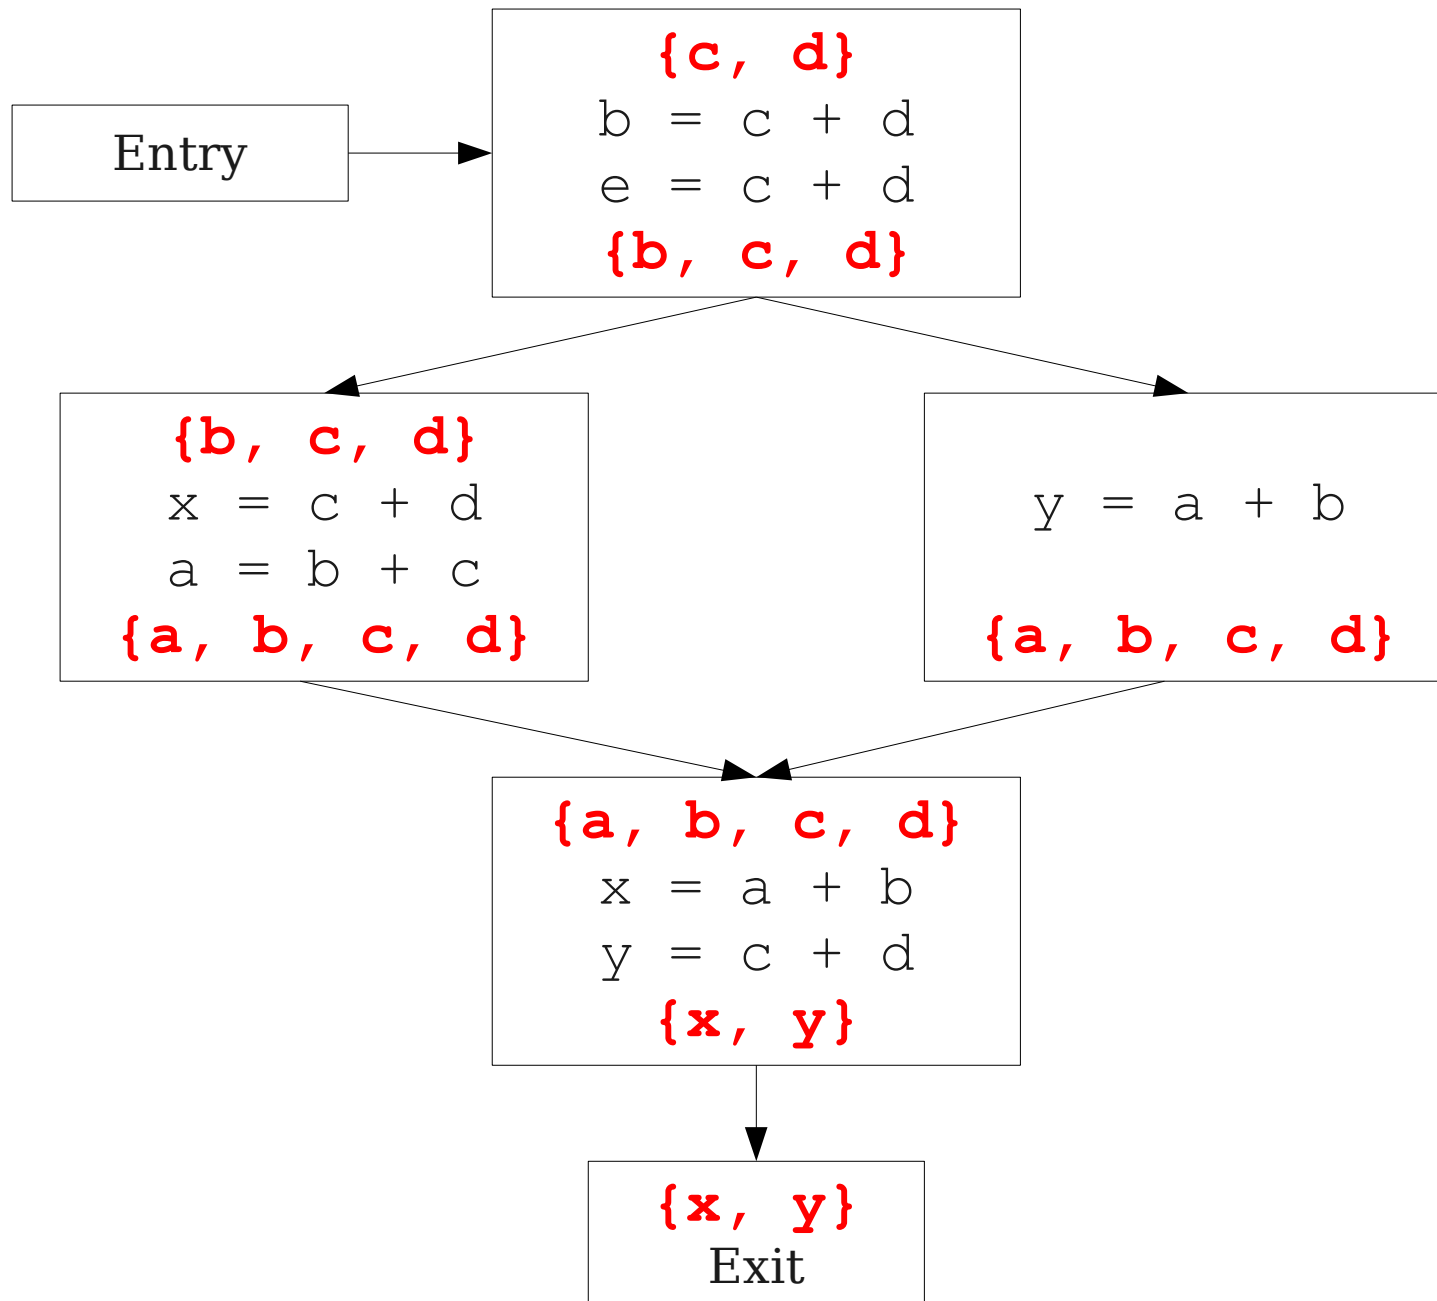 {c, d}
b = c + d
e = c + d
{b, c, d}
Entry
{b, c, d}
x = c + d
a = b + c
{a, b, c, d}
y = a + b
{a, b, c, d}
{a, b, c, d}
x = a + b
y = c + d
{x, y}
{x, y}
Exit